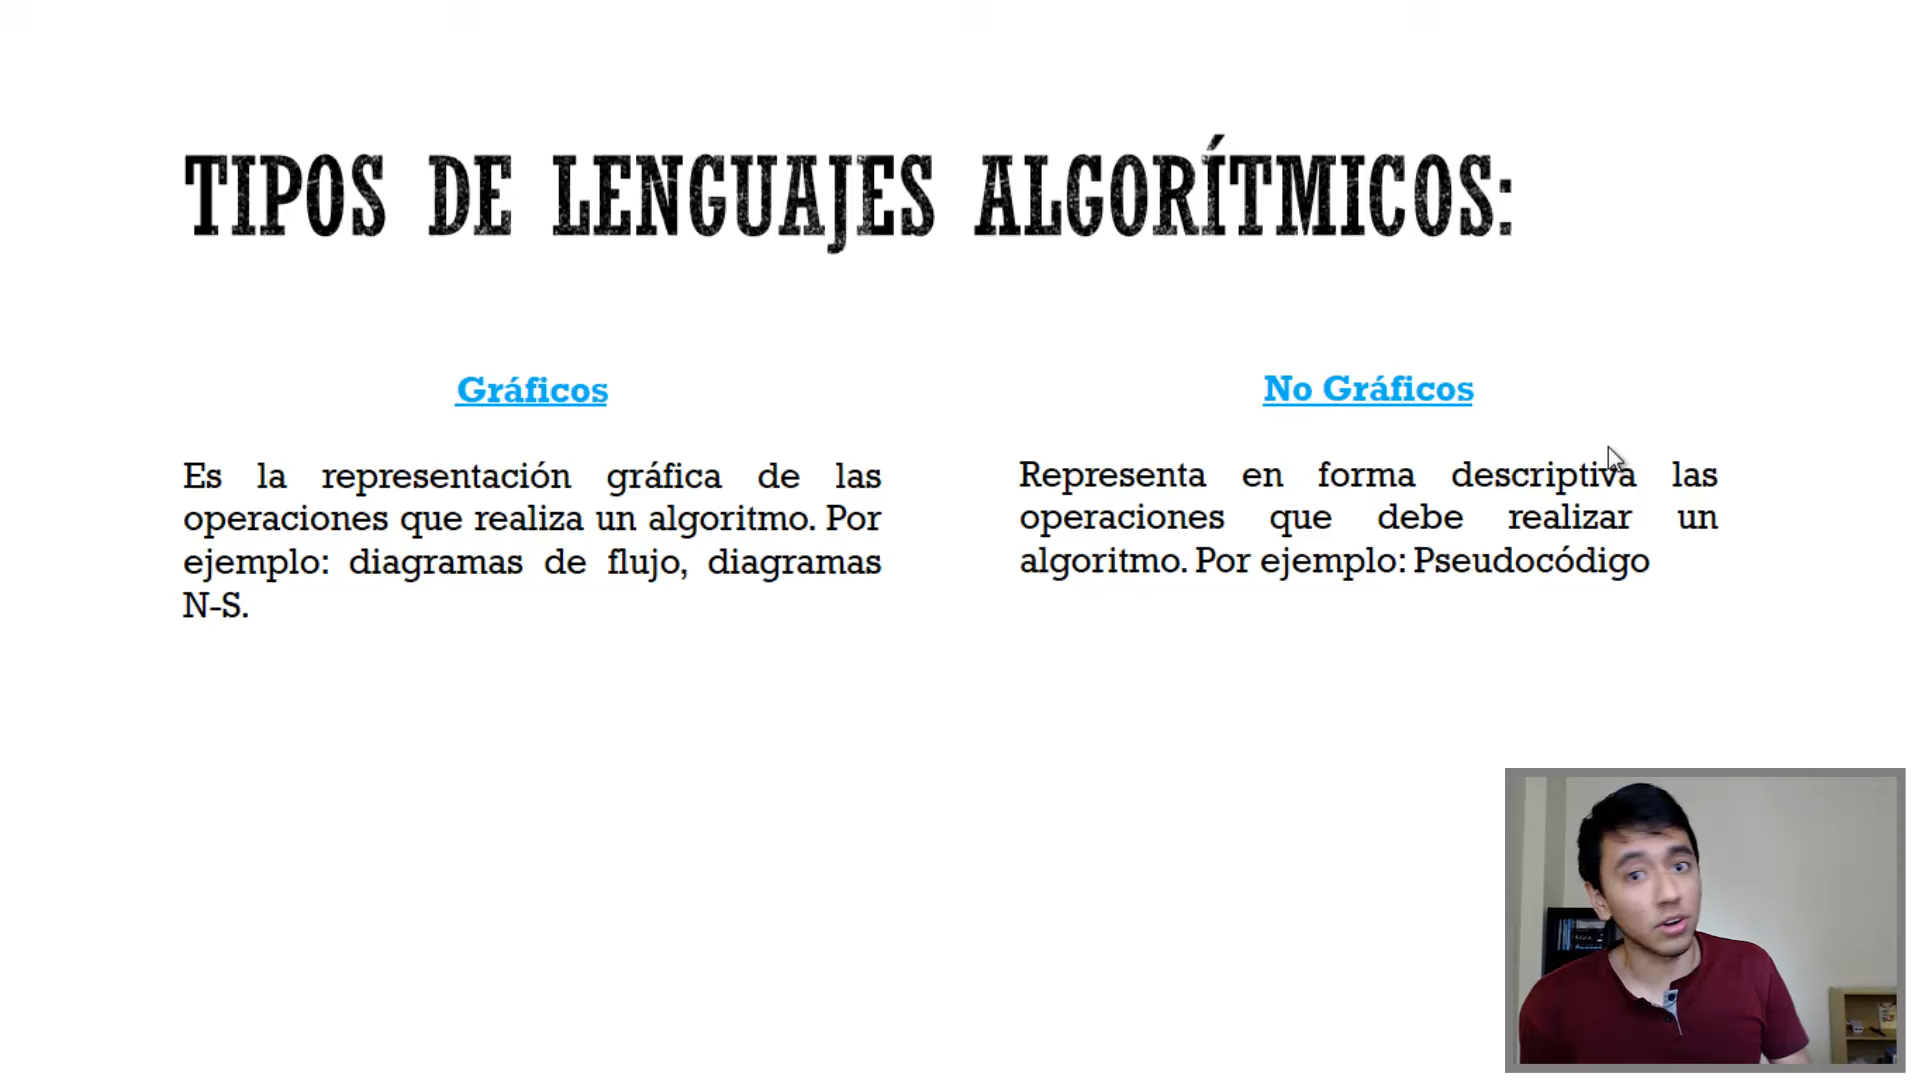 TIPOS DE LENGUAJES ALGORÍTMICOS:
Gráficos
Es la representación gráfica de las
operaciones que realiza un algoritmo. Por
ejemplo: diagramas de flujo, diagramas
N-S.
No Gráficos
Representa en forma descriptiva las
operaciones que debe realizar un
algoritmo. Por ejemplo: Pseudocódigo